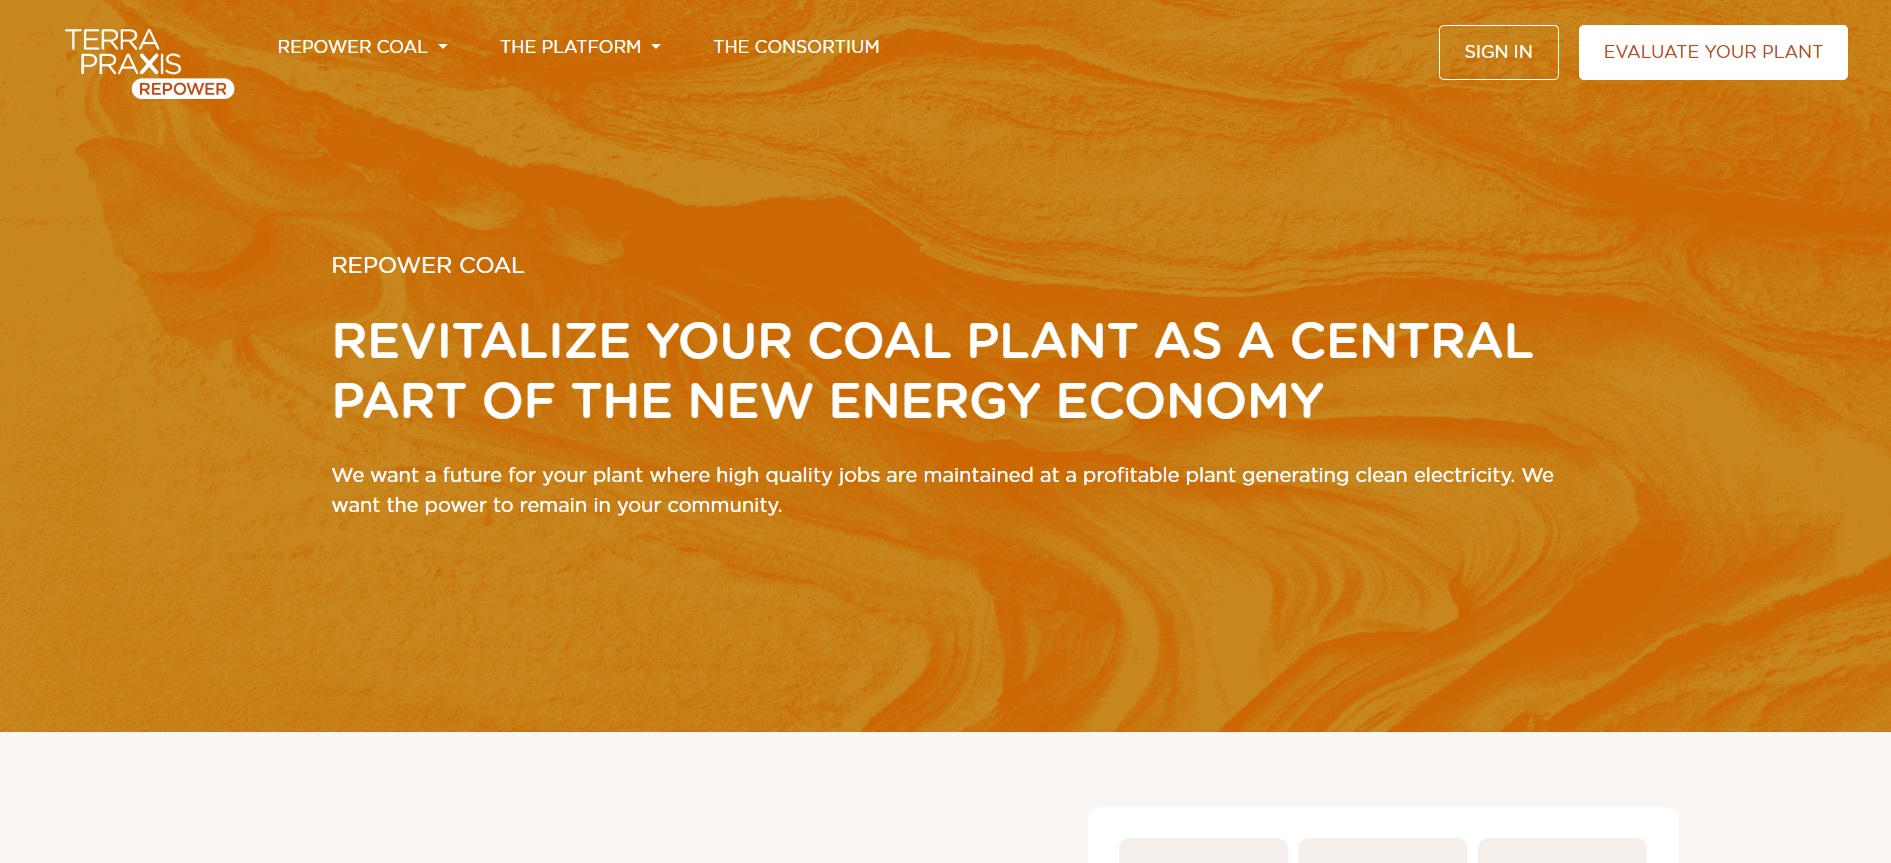 TERRA
PRAXIS
REPOWER
REPOWER COAL
THE PLATFORM
THE CONSORTIUM
SIGN IN
EVALUATE YOUR PLANT
REPOWER COAL
REVITALIZE YOUR COAL PLANT AS A CENTRAL
PART OF THE NEW ENERGY ECONOMY
We want a future for your plant where high quality jobs are maintained at a profitable plant generating clean electricity. We
want the power to remain in your community.